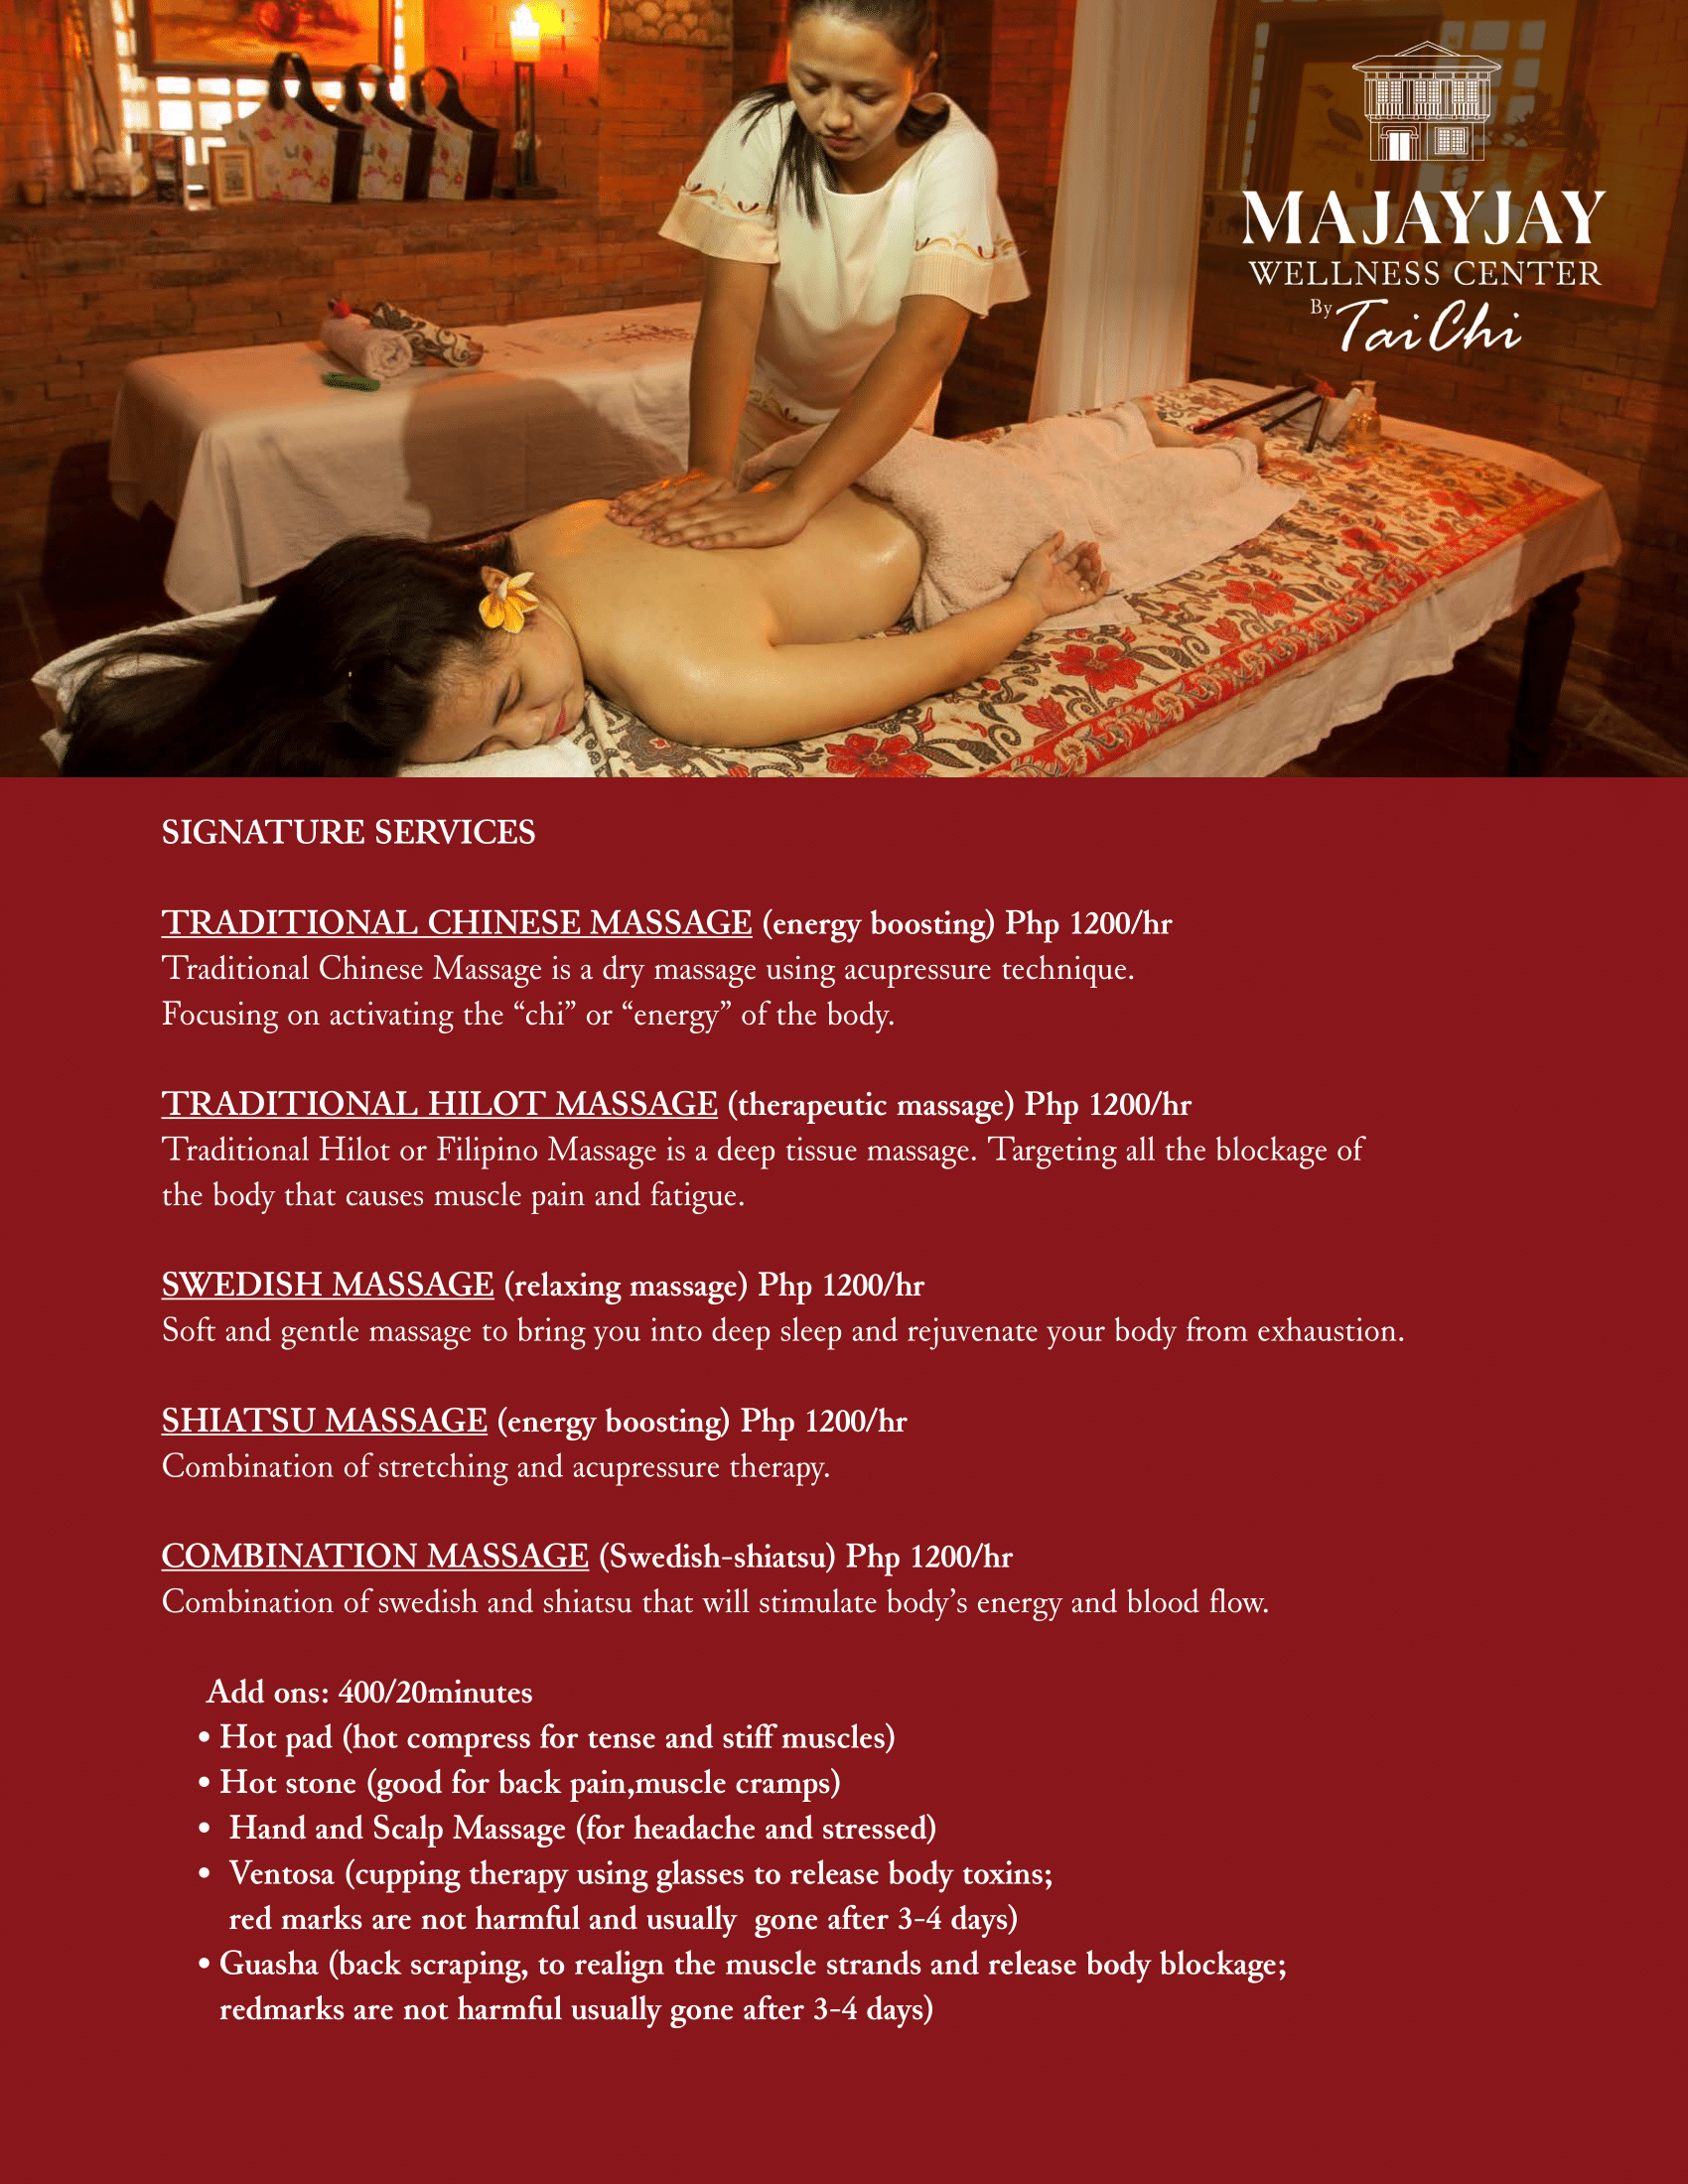 MAJAYJAY
WELLNESS CENTER
By Tai Chi
SIGNATURE SERVICES
TRADITIONAL CHINESE MASSAGE (energy boosting) Php 1200/hr
Traditional Chinese Massage is a dry massage using acupressure technique.
Focusing on activating the “chi” or “energy” of the body.
TRADITIONAL HILOT MASSAGE (therapeutic massage) Php 1200/hr
Traditional Hilot or Filipino Massage is a deep tissue massage. Targeting all the blockage of
the body that causes muscle pain and fatigue.
SWEDISH MASSAGE (relaxing massage) Php 1200/hr
Soft and gentle massage to bring you into deep sleep and rejuvenate your body from exhaustion.
SHIATSU MASSAGE (energy boosting) Php 1200/hr
Combination of stretching and acupressure therapy.
COMBINATION MASSAGE (Swedish-shiatsu) Php 1200/hr
Combination of swedish and shiatsu that will stimulate body’s energy and blood flow.
Add ons: 400/20minutes
• Hot pad (hot compress for tense and stiff muscles)
• Hot stone (good for back pain,muscle cramps)
• Hand and Scalp Massage (for headache and stressed)
• Ventosa (cupping therapy using glasses to release body toxins;
red marks are not harmful and usually gone after 3-4 days)
• Guasha (back scraping, to realign the muscle strands and release body blockage;
redmarks are not harmful usually gone after 3-4 days)